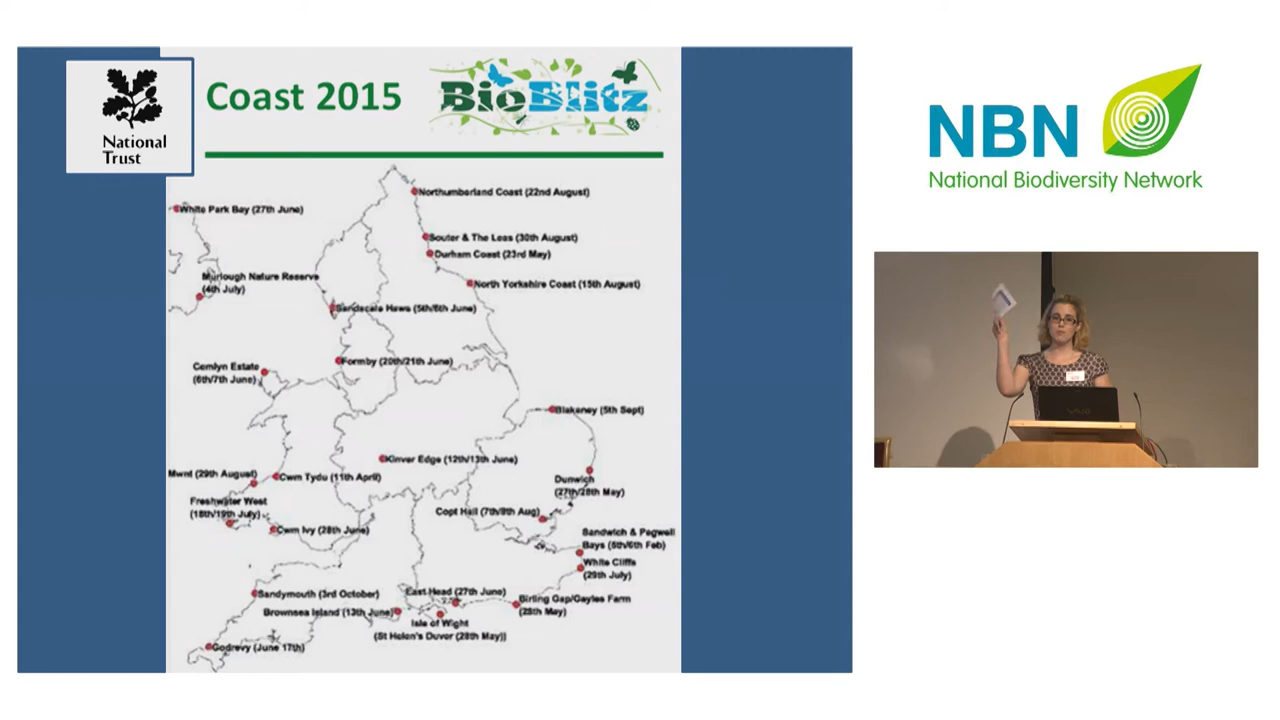 National
Trust
Coast 2015
BioBlitz
Northumberland Coast (22nd August)
White Park Bay (27th June)
Souter & The Leas (30th August)
Durham Coast (23rd May)
Murlough Nature Reserve
(4th July)
North Yorkshire Coast (15th August)
Sandscale Haws (5th/6th June)
Formby (20th/21th June)
Cemlyn Estate
(6th/7th June)
Blakeney (5th Sept)
Kinver Edge (12th/13th June)
Mwnt (29th August)
Cwm Tydu (11th April)
Dunwich
(27th/28th May)
Freshwater West
(18th/19th July)
Copt Hall (7th/8th Aug)
Cwm Ivy (28th June)
Sandwich & Pegwell
Bays (5th/6th Feb)
White Cliffs
(29th July)
Sandymouth (3rd October)
East Head (27th June)
Birling Gap/Gayles Farm
(28th May)
Brownsea Island (13th June)
Isle of Wight
(St Helen's Duver (28th May))
Godrevy (June 17th)
NBN
National Biodiversity Network
VAIO